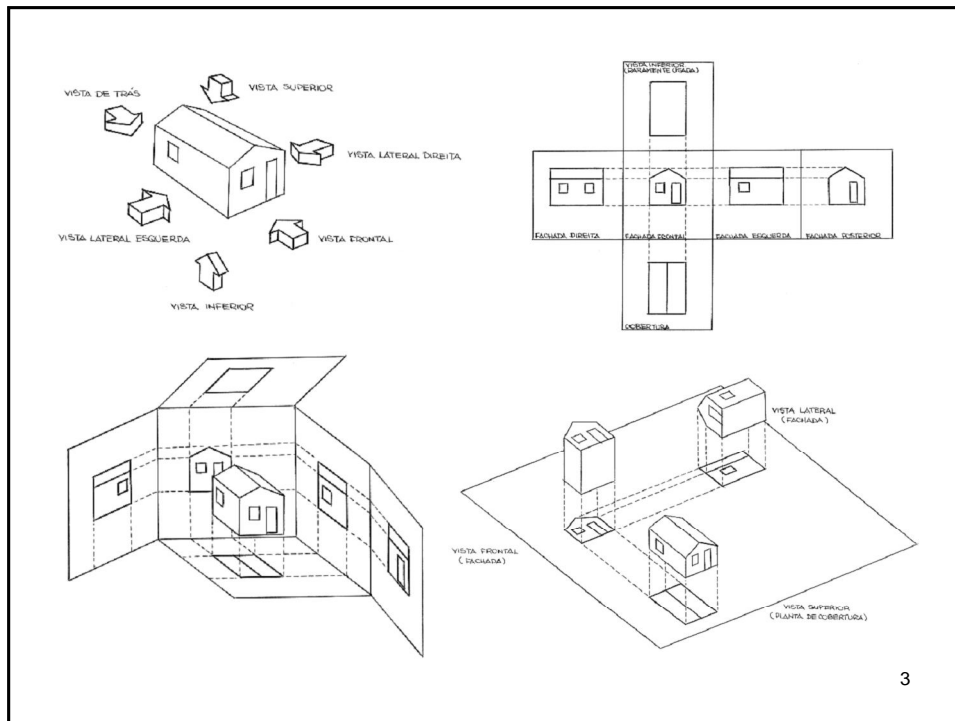 VISTA DE TRÁS
VISTA SUPERIOR
VISTA LATERAL DIREITA
VISTA LATERAL ESQUERDA
VISTA FRONTAL
VISTA INFERIOR
VISTA INFERIOR
(RARAMENTE USADA)
FACHADA DIREITA
FACHADA FRONTAL
FACHADA ESQUERDA
FACHADA POSTERIOR
COBERTURA
VISTA LATERAL
(FACHADA)
VISTA FRONTAL
(FACHADA)
VISTA SUPERIOR
(PLANTA DE COBERTURA)
3